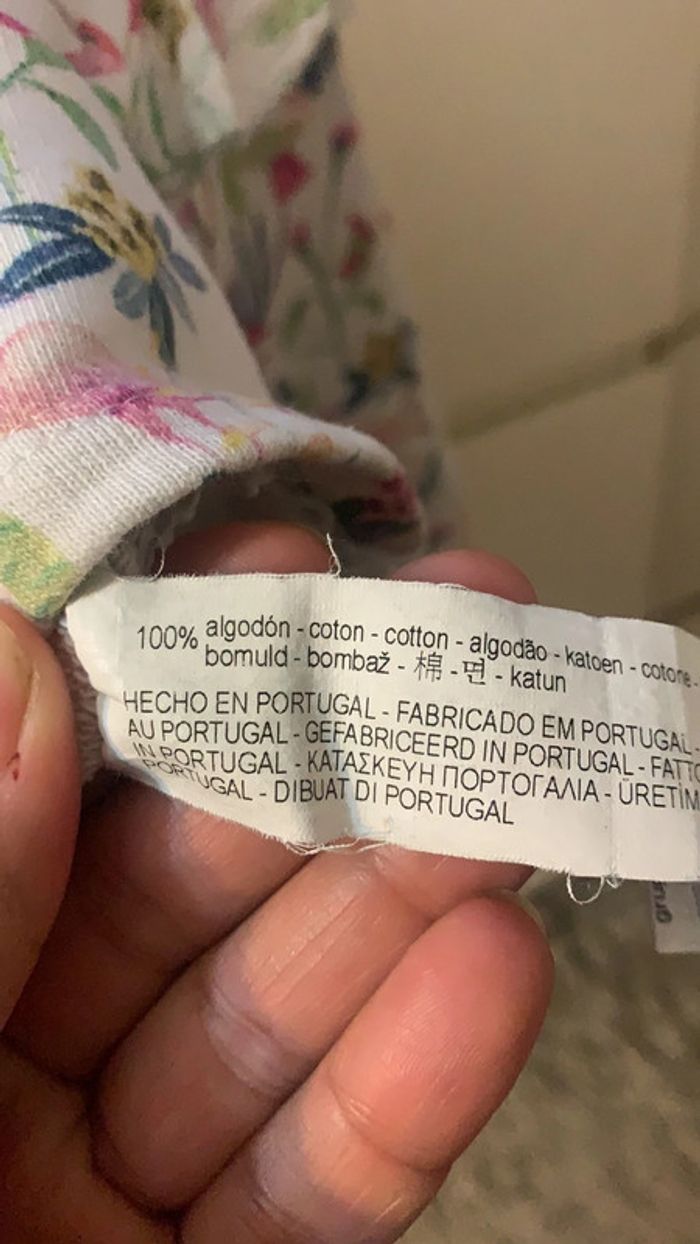 100% algodón - coton - cotton - algodão - katoen - cotone -
bomuld - bombaž - 棉 - 면 - katun
HECHO EN PORTUGAL - FABRICADO EM PORTUGAL -
AU PORTUGAL - GEFABRICEERD IN PORTUGAL - FATTO
IN PORTUGAL - ΚΑΤΑΣΚΕΥΗ ΠΟΡΤΟΓΑΛΙΑ - ÜRETİM
PORTUGAL - DIBUAT DI PORTUGAL